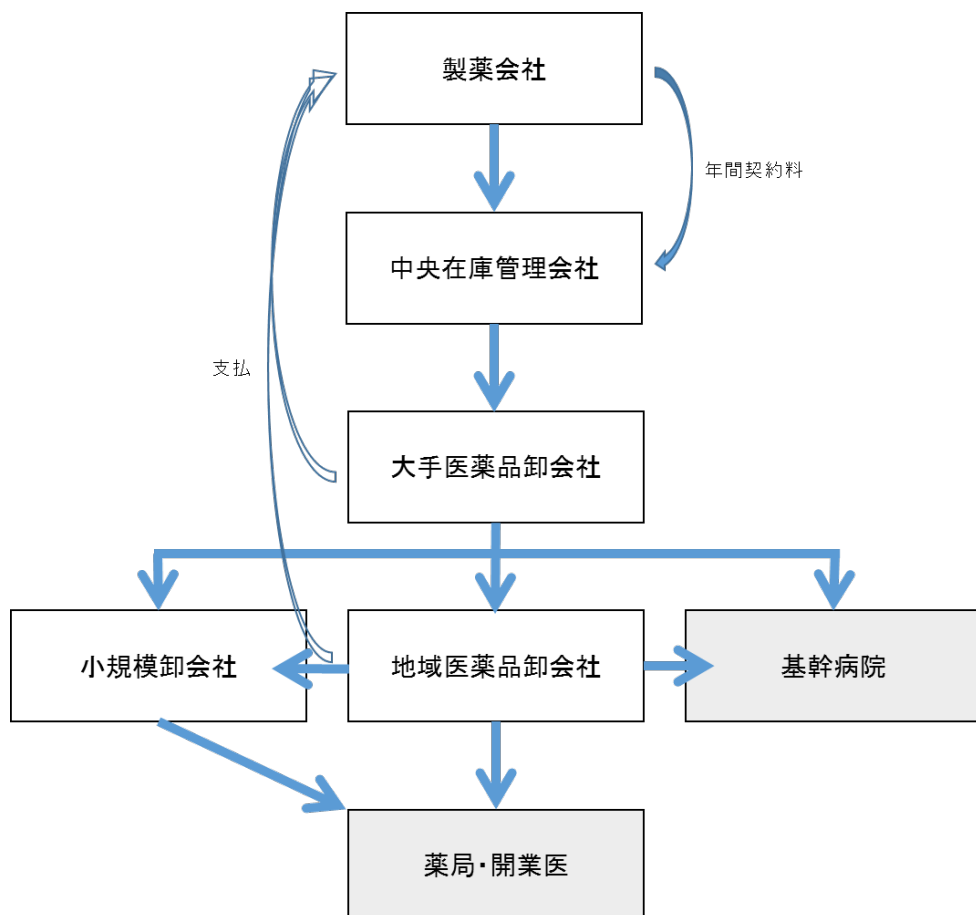 製薬会社
年間契約料
中央在庫管理会社
支払
大手医薬品卸会社
小規模卸会社
地域医薬品卸会社
基幹病院
薬局・開業医